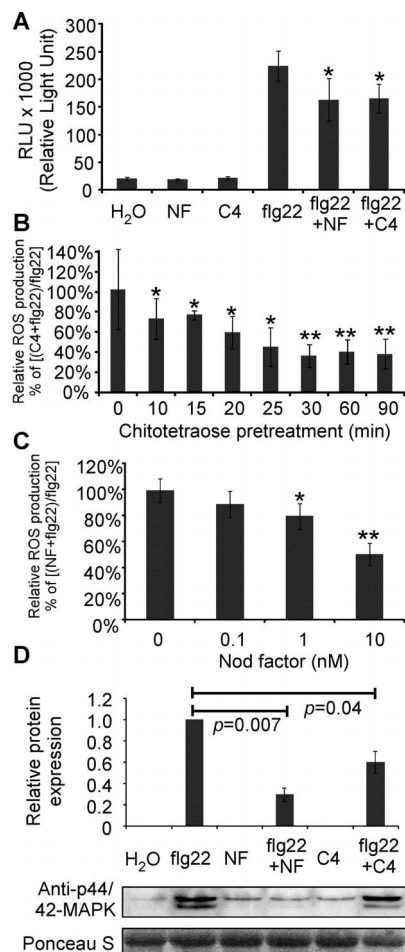 A
RLU x 1000
(Relative Light Unit)
300
250
200
150
100
50
0
H2O NF C4 flg22 flg22 +NF flg22 +C4
B
Relative ROS production
% of [(C4+flg22)/flg22]
140%
120%
100%
80%
60%
40%
20%
0%
* * * * ** ** **
0 10 15 20 25 30 60 90
Chitotetraose pretreatment (min)
C
Relative ROS production
% of [(NF+flg22)/flg22]
120%
100%
80%
60%
40%
20%
0%
* **
0 0.1 1 10
Nod factor (nM)
D
Relative protein
expression
1.2
1.0
0.8
0.6
0.4
0.2
0
p=0.04
p=0.007
H2O flg22 NF flg22 +NF C4 flg22 +C4
Anti-p44/
42-MAPK
Ponceau S